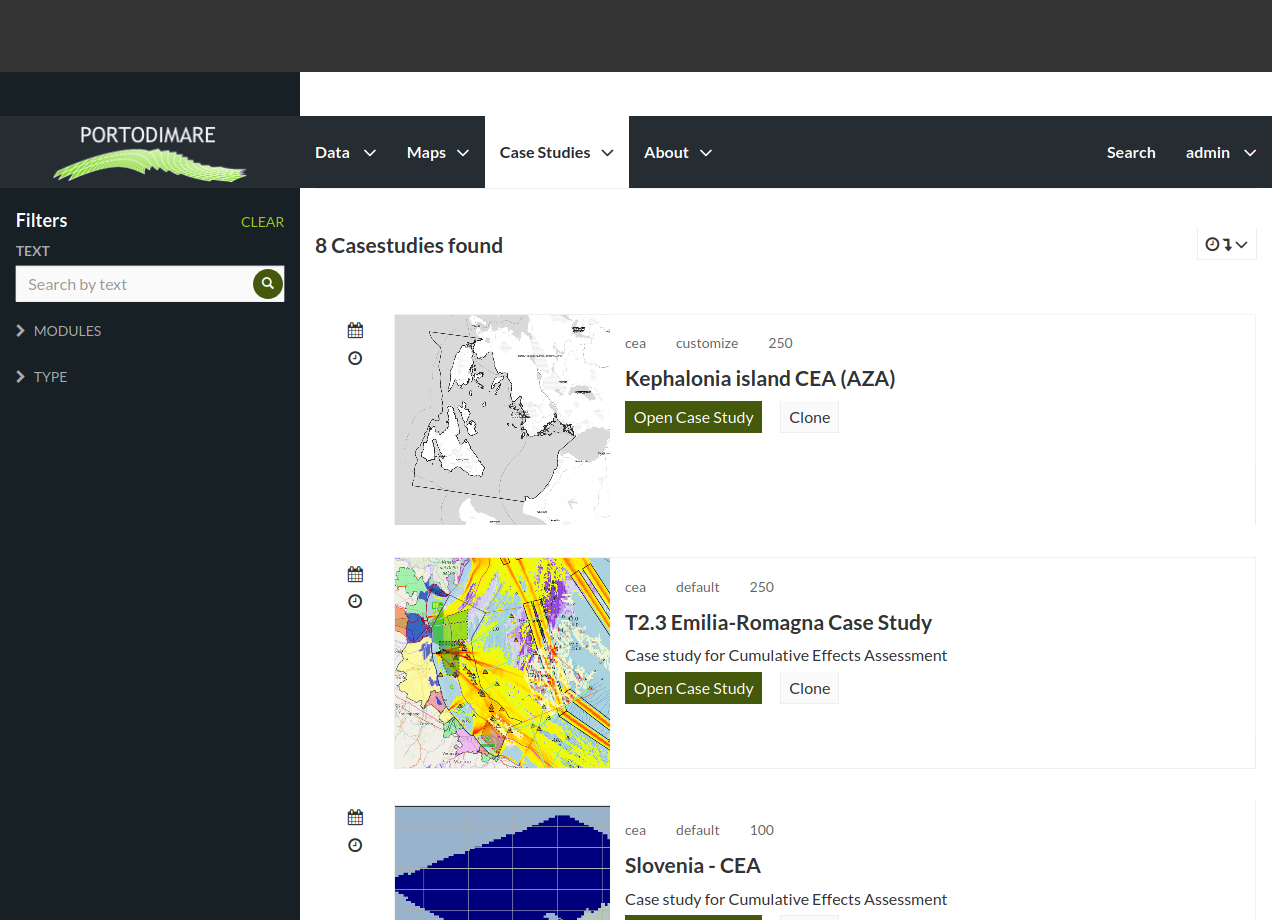 PORTODIMARE
Data Maps Case Studies About Search admin
Filters CLEAR
TEXT
Search by text
MODULES
TYPE
8 Casestudies found
cea customize 250
Kephalonia island CEA (AZA)
Open Case Study Clone
cea default 250
T2.3 Emilia-Romagna Case Study
Case study for Cumulative Effects Assessment
Open Case Study Clone
cea default 100
Slovenia - CEA
Case study for Cumulative Effects Assessment